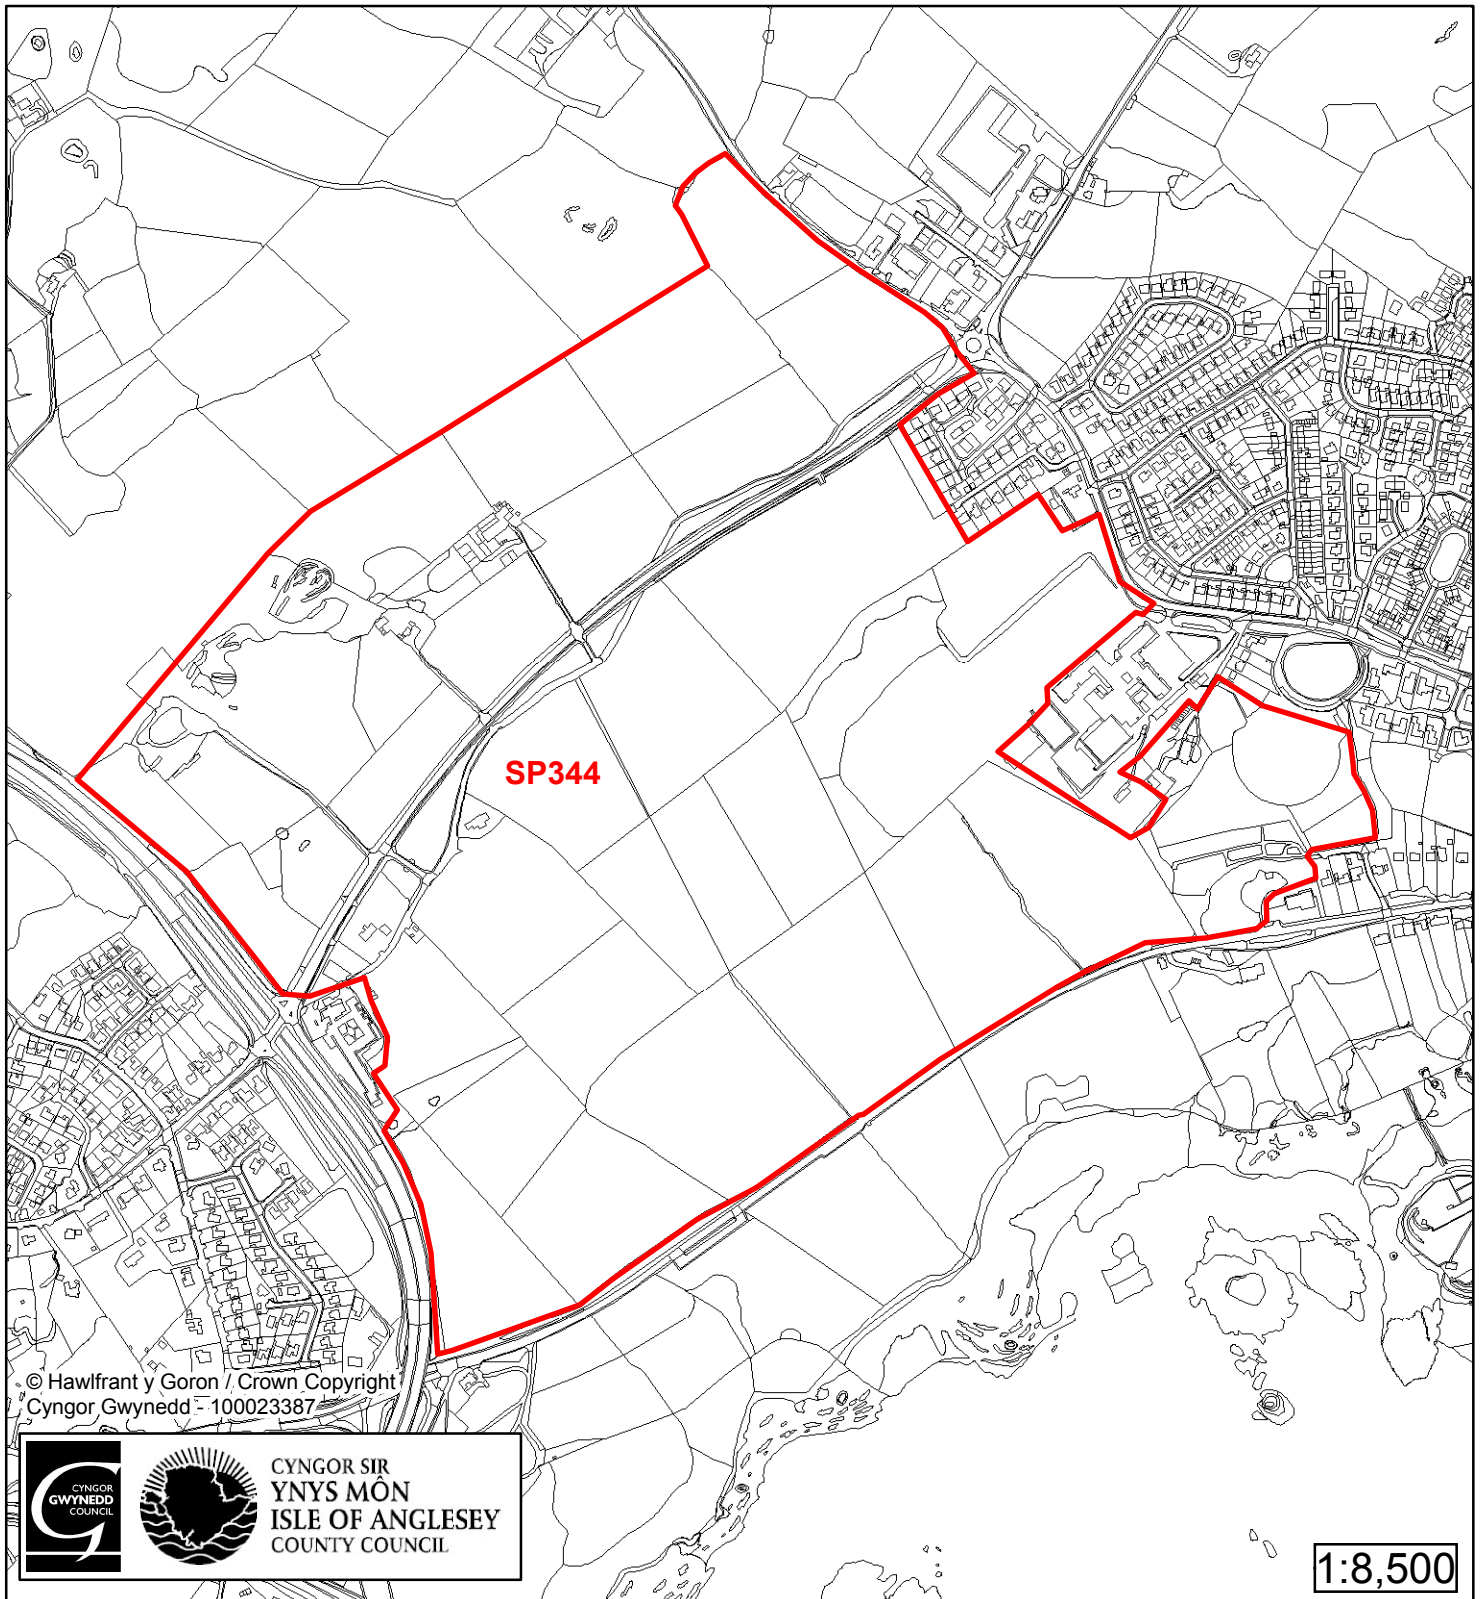 SP344
© Hawlfrant y Goron / Crown Copyright
Cyngor Gwynedd - 100023387
CYNGOR
GWYNEDD
COUNCIL
CYNGOR SIR
YNYS MÔN
ISLE OF ANGLESEY
COUNTY COUNCIL
1:8,500